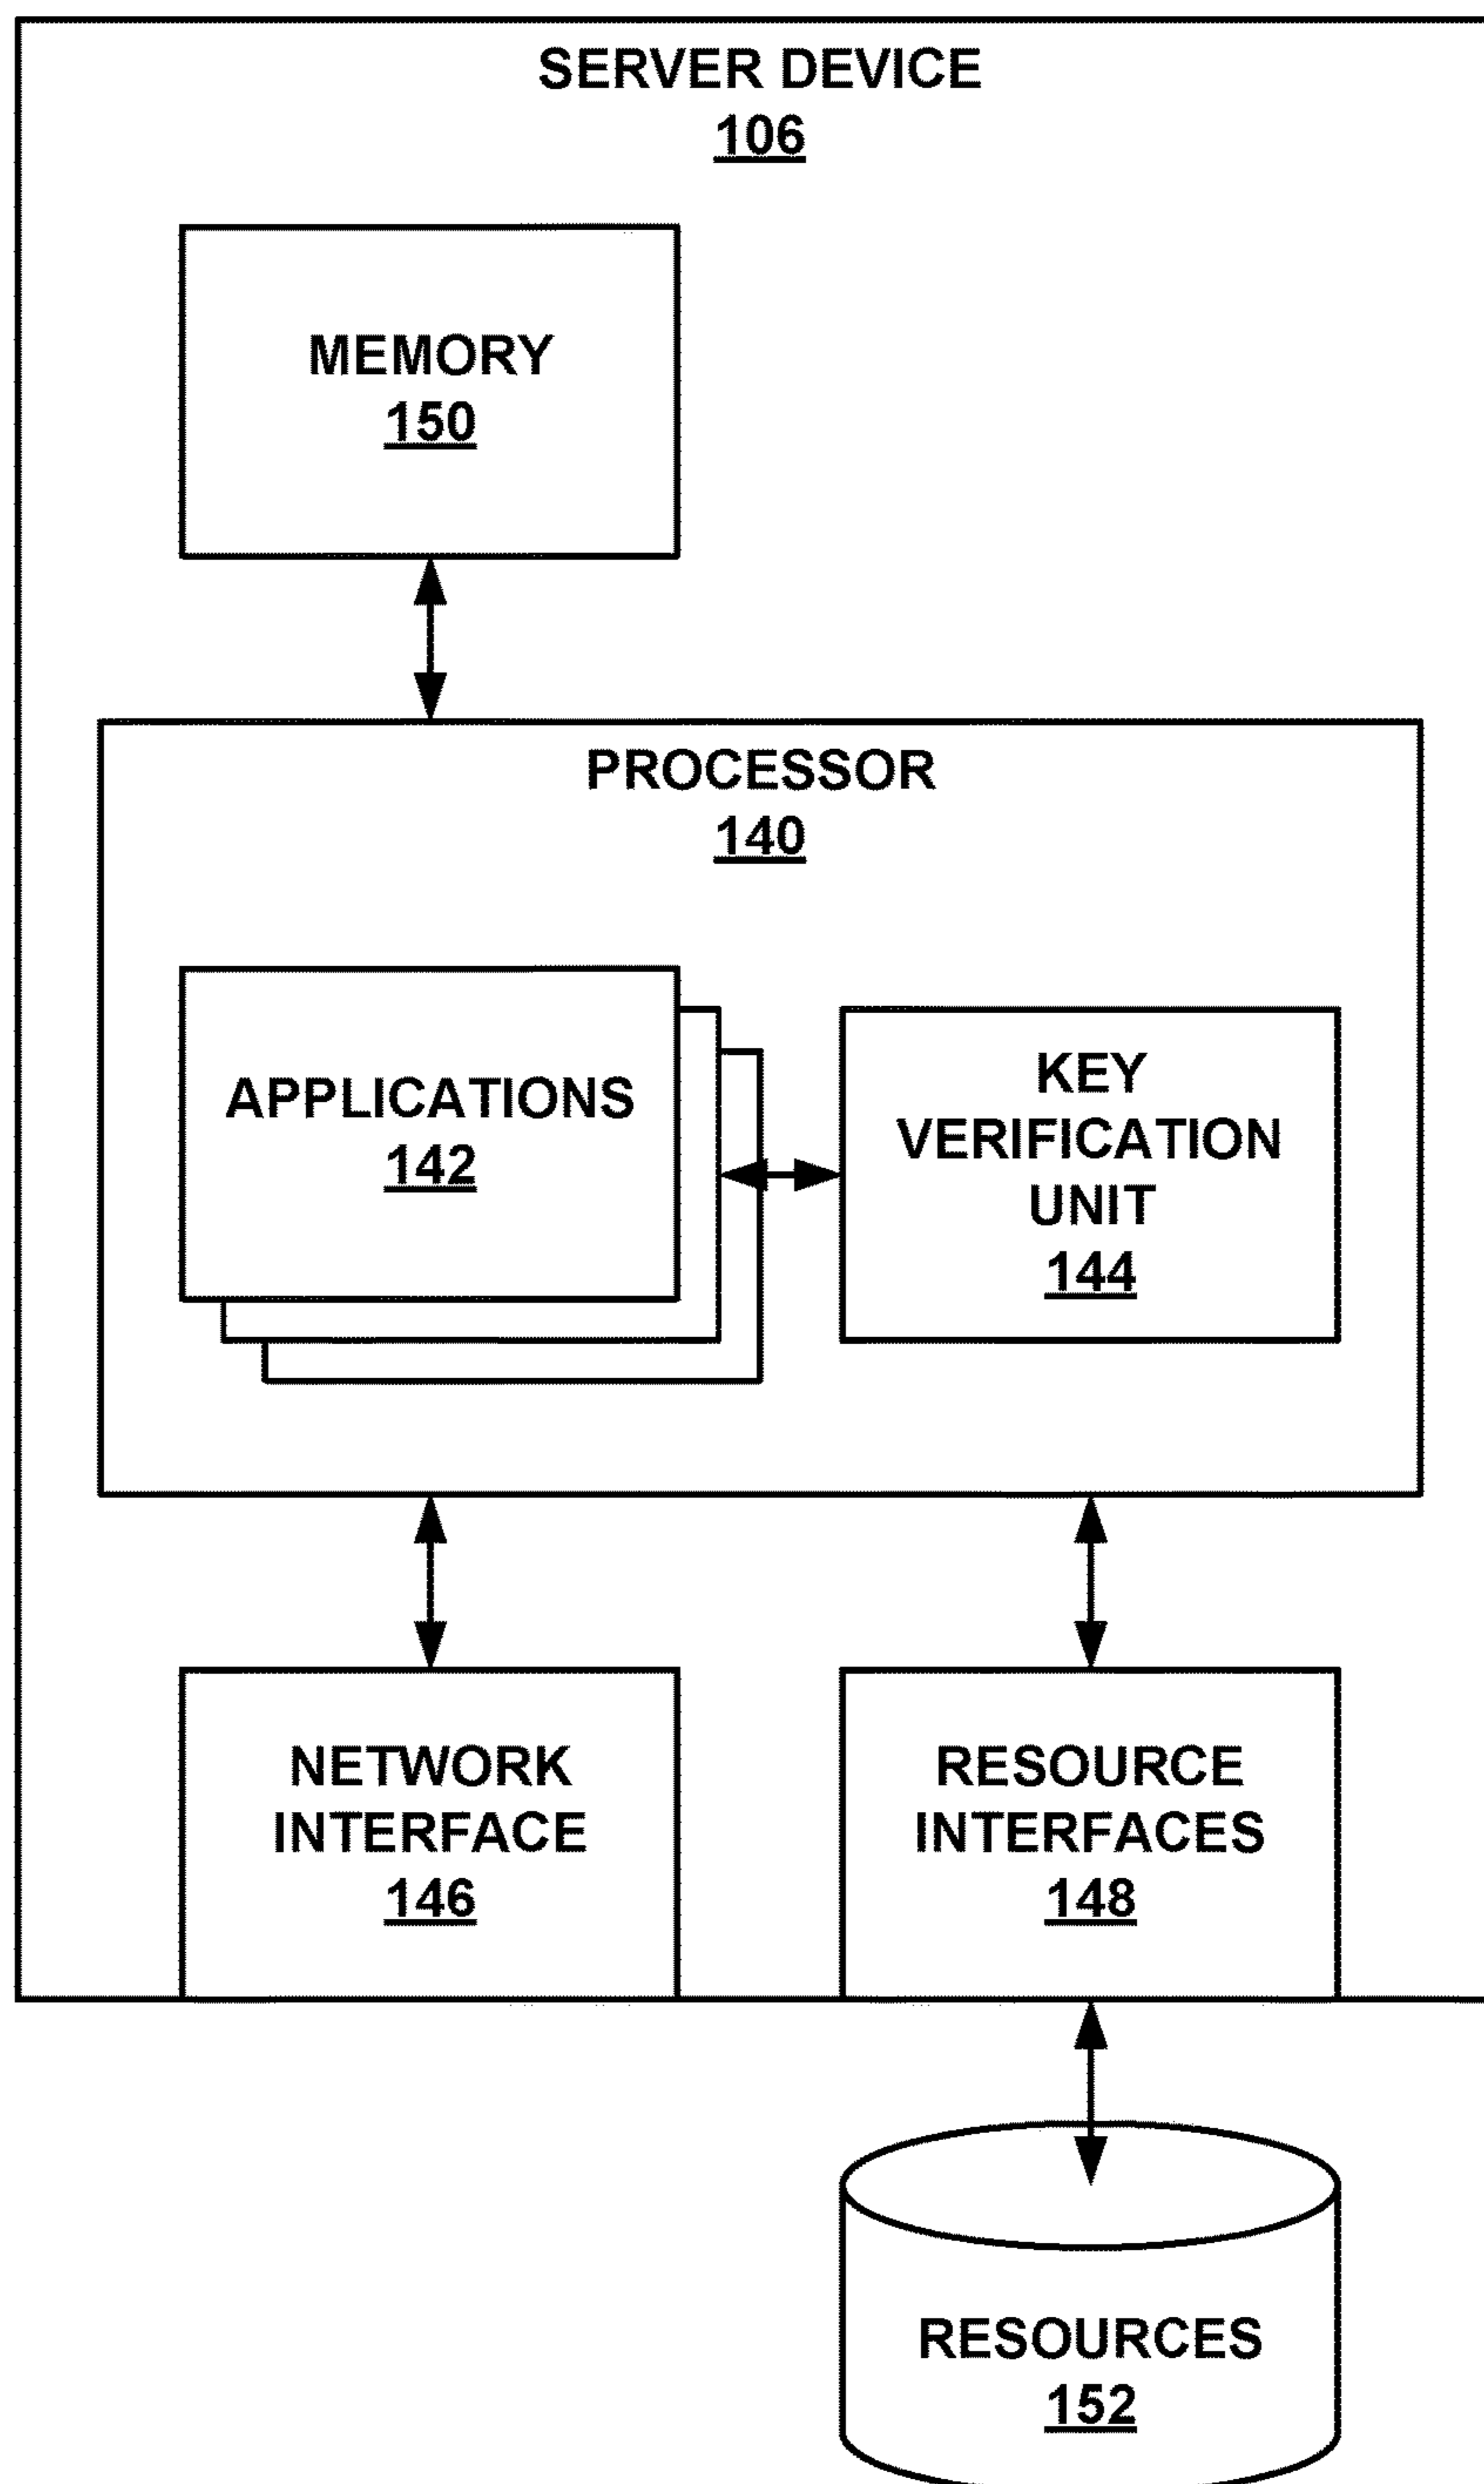 SERVER DEVICE
106
MEMORY
150
PROCESSOR
140
APPLICATIONS
142
KEY
VERIFICATION
UNIT
144
NETWORK
INTERFACE
146
RESOURCE
INTERFACES
148
RESOURCES
152